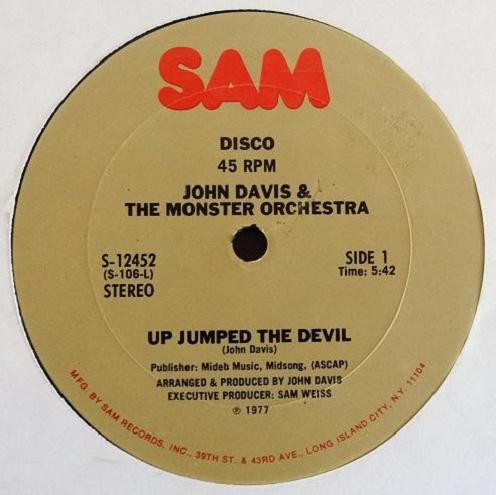 SAM
DISCO
45 RPM
JOHN DAVIS &
THE MONSTER ORCHESTRA
S-12452
(S-106-L)
STEREO
SIDE 1
Time: 5:42
UP JUMPED THE DEVIL
(John Davis)
Publisher: Mideb Music, Midsong, (ASCAP)
ARRANGED & PRODUCED BY JOHN DAVIS
EXECUTIVE PRODUCER: SAM WEISS
℗ 1977
MFG. BY SAM RECORDS, INC., 39TH ST. & 43RD AVE., LONG ISLAND CITY, N.Y. 11104